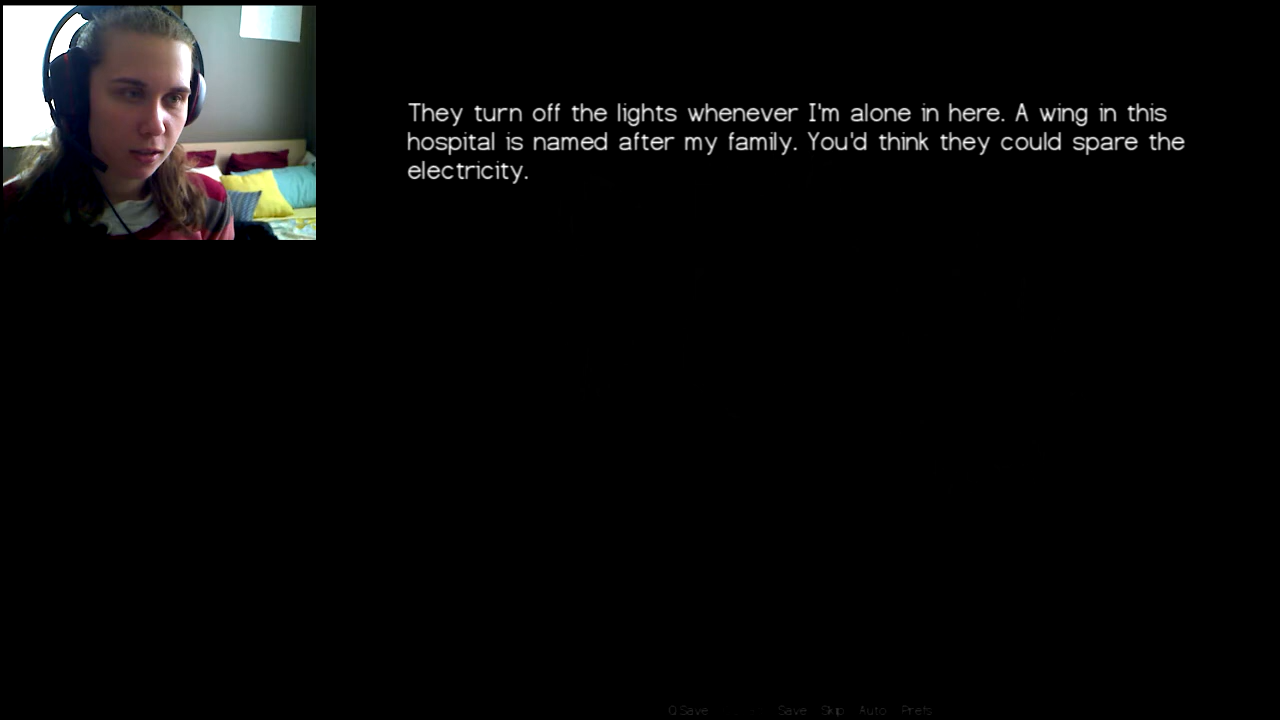 They turn off the lights whenever I'm alone in here. A wing in this
hospital is named after my family. You'd think they could spare the
electricity.
Q.Save Save Skip Auto Prefs